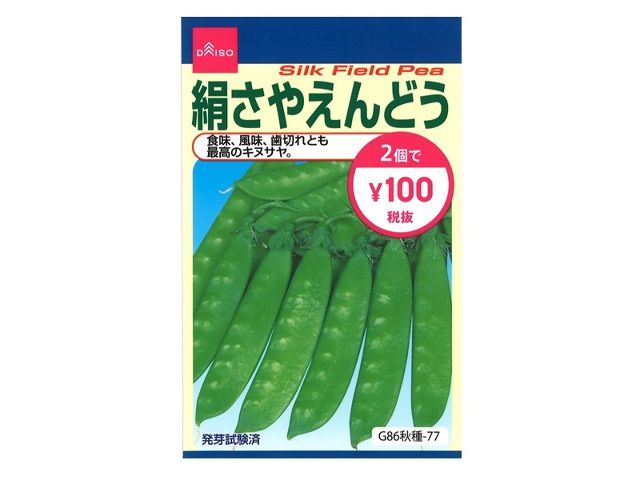 DAISO
Silk Field Pea
絹さやえんどう
食味、風味、歯切れとも
最高のキヌサヤ。
2個で
¥100
税抜
発芽試験済
G86秋種-77